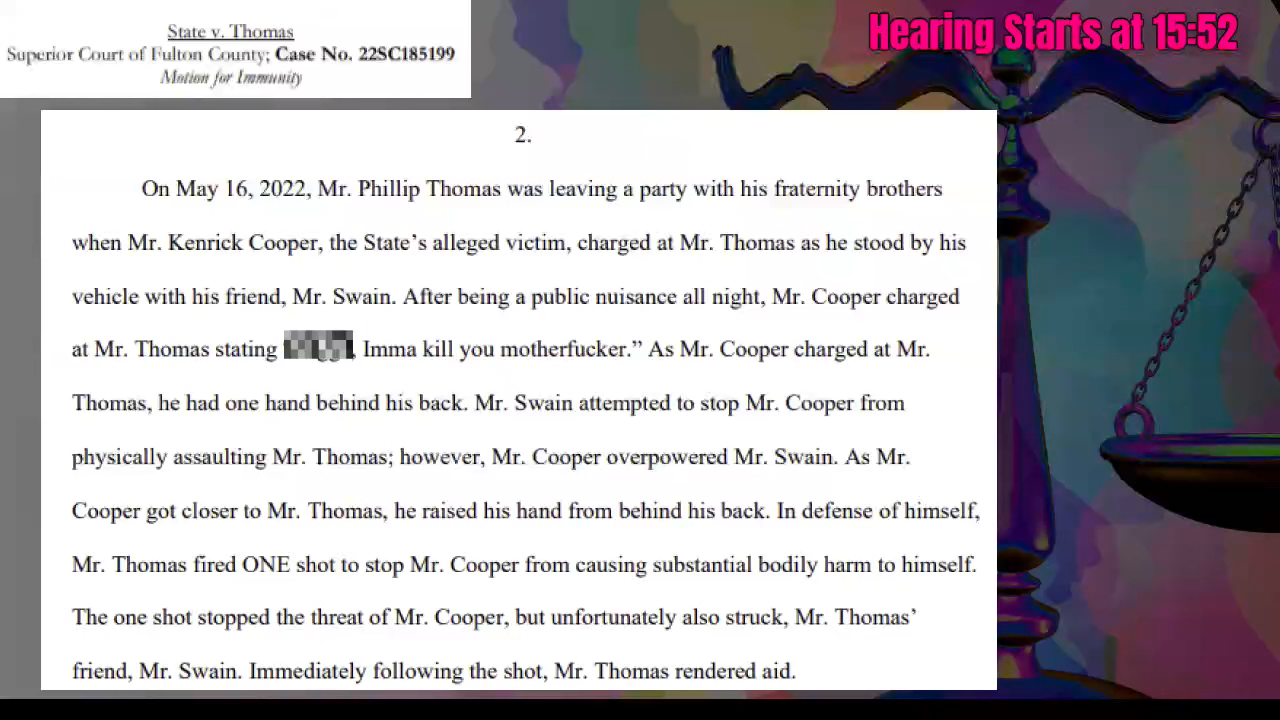 State v. Thomas
Superior Court of Fulton County; Case No. 22SC185199
Motion for Immunity
Hearing Starts at 15:52
2.
On May 16, 2022, Mr. Phillip Thomas was leaving a party with his fraternity brothers
when Mr. Kenrick Cooper, the State’s alleged victim, charged at Mr. Thomas as he stood by his
vehicle with his friend, Mr. Swain. After being a public nuisance all night, Mr. Cooper charged
at Mr. Thomas stating , Imma kill you motherfucker.” As Mr. Cooper charged at Mr.
Thomas, he had one hand behind his back. Mr. Swain attempted to stop Mr. Cooper from
physically assaulting Mr. Thomas; however, Mr. Cooper overpowered Mr. Swain. As Mr.
Cooper got closer to Mr. Thomas, he raised his hand from behind his back. In defense of himself,
Mr. Thomas fired ONE shot to stop Mr. Cooper from causing substantial bodily harm to himself.
The one shot stopped the threat of Mr. Cooper, but unfortunately also struck, Mr. Thomas’
friend, Mr. Swain. Immediately following the shot, Mr. Thomas rendered aid.